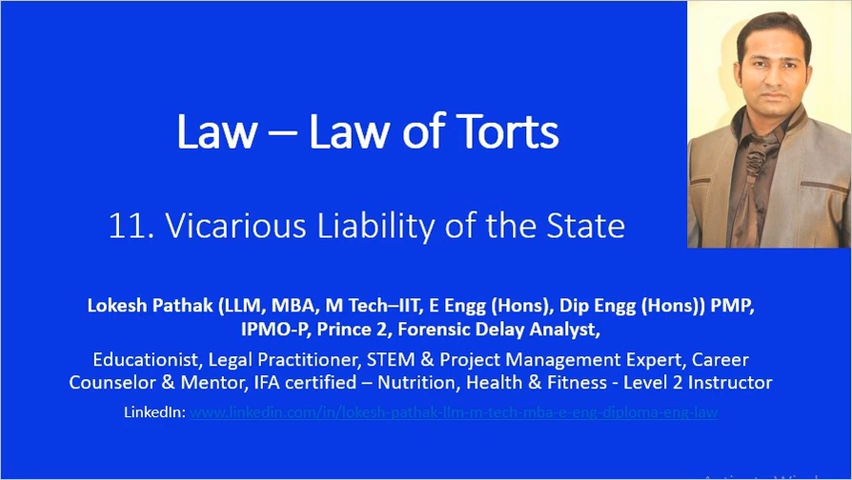 Law – Law of Torts
11. Vicarious Liability of the State
Lokesh Pathak (LLM, MBA, M Tech–IIT, E Engg (Hons), Dip Engg (Hons)) PMP,
IPMO-P, Prince 2, Forensic Delay Analyst,
Educationist, Legal Practitioner, STEM & Project Management Expert, Career
Counselor & Mentor, IFA certified – Nutrition, Health & Fitness - Level 2 Instructor
LinkedIn: www.linkedin.com/in/lokesh-pathak-llm-m-tech-mba-e-eng-diploma-eng-law